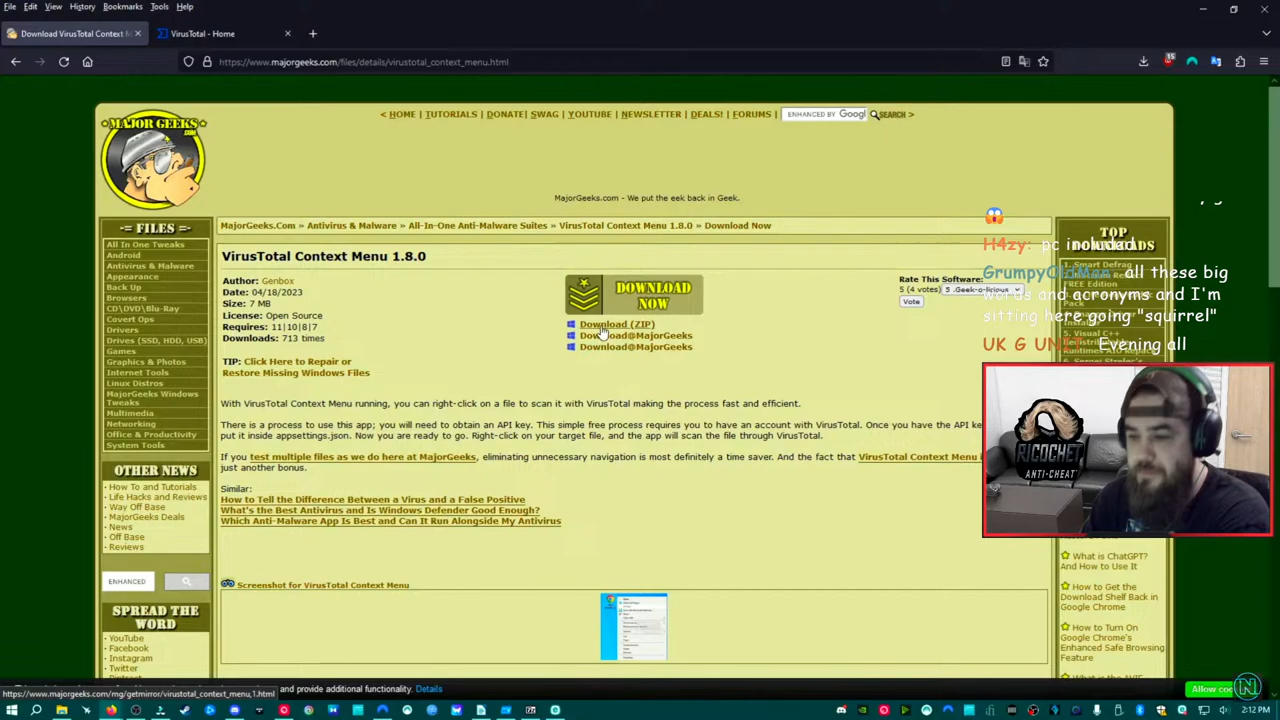 File Edit View History Bookmarks Tools Help
Download VirusTotal Context M
VirusTotal - Home
https://www.majorgeeks.com/files/details/virustotal_context_menu.html
15
MAJOR GEEKS
.COM
< HOME | TUTORIALS | DONATE| SWAG | YOUTUBE | NEWSLETTER | DEALS! | FORUMS | ENHANCED BY Googl SEARCH >
MajorGeeks.com - We put the eek back in Geek.
-= FILES =-
All In One Tweaks
Android
Antivirus & Malware
Appearance
Back Up
Browsers
CD\DVD\Blu-Ray
Covert Ops
Drivers
Drives (SSD, HDD, USB)
Games
Graphics & Photos
Internet Tools
Linux Distros
MajorGeeks Windows
Tweaks
Multimedia
Networking
Office & Productivity
System Tools
OTHER NEWS
How To and Tutorials
Life Hacks and Reviews
Way Off Base
MajorGeeks Deals
News
Off Base
Reviews
ENHANCED
SPREAD THE
WORD
YouTube
Facebook
Instagram
Twitter
MajorGeeks.Com » Antivirus & Malware » All-In-One Anti-Malware Suites » VirusTotal Context Menu 1.8.0 » Download Now
VirusTotal Context Menu 1.8.0
Author: Genbox
Date: 04/18/2023
Size: 7 MB
License: Open Source
Requires: 11|10|8|7
Downloads: 713 times
TIP: Click Here to Repair or
Restore Missing Windows Files
DOWNLOAD
NOW
Download (ZIP)
Download@MajorGeeks
Download@MajorGeeks
Rate This Software:
5 (4 votes) 5 .Geek-o-licious
Vote
With VirusTotal Context Menu running, you can right-click on a file to scan it with VirusTotal making the process fast and efficient.
There is a process to use this app; you will need to obtain an API key. This simple free process requires you to have an account with VirusTotal. Once you have the API ke
put it inside appsettings.json. Now you are ready to go. Right-click on your target file, and the app will scan the file through VirusTotal.
If you test multiple files as we do here at MajorGeeks, eliminating unnecessary navigation is most definitely a time saver. And the fact that VirusTotal Context Menu i
just another bonus.
Similar:
How to Tell the Difference Between a Virus and a False Positive
What's the Best Antivirus and Is Windows Defender Good Enough?
Which Anti-Malware App Is Best and Can It Run Alongside My Antivirus
Screenshot for VirusTotal Context Menu
TOP
1. Smart Defrag
H4zy: pc included
GrumpyOldMan: all these big
words and acronyms and I'm
sitting here going "squirrel"
UK G UNIT: Evening all
RICOCHET
ANTI-CHEAT
What is ChatGPT?
And How to Use It
How to Get the
Download Shelf Back in
Google Chrome
How to Turn On
Google Chrome's
Enhanced Safe Browsing
Feature
https://www.majorgeeks.com/mg/getmirror/virustotal_context_menu,1.html
and provide additional functionality. Details
Allow coo
2:12 PM